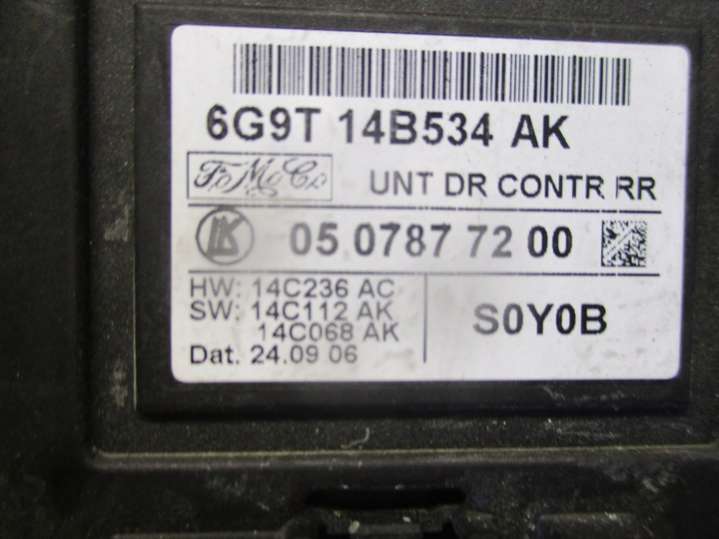 6G9T 14B534 AK
FoMoCo UNT DR CONTR RR
LK 05 0787 72 00
HW: 14C236 AC
SW: 14C112 AK
14C068 AK
S0Y0B
Dat. 24.09 06